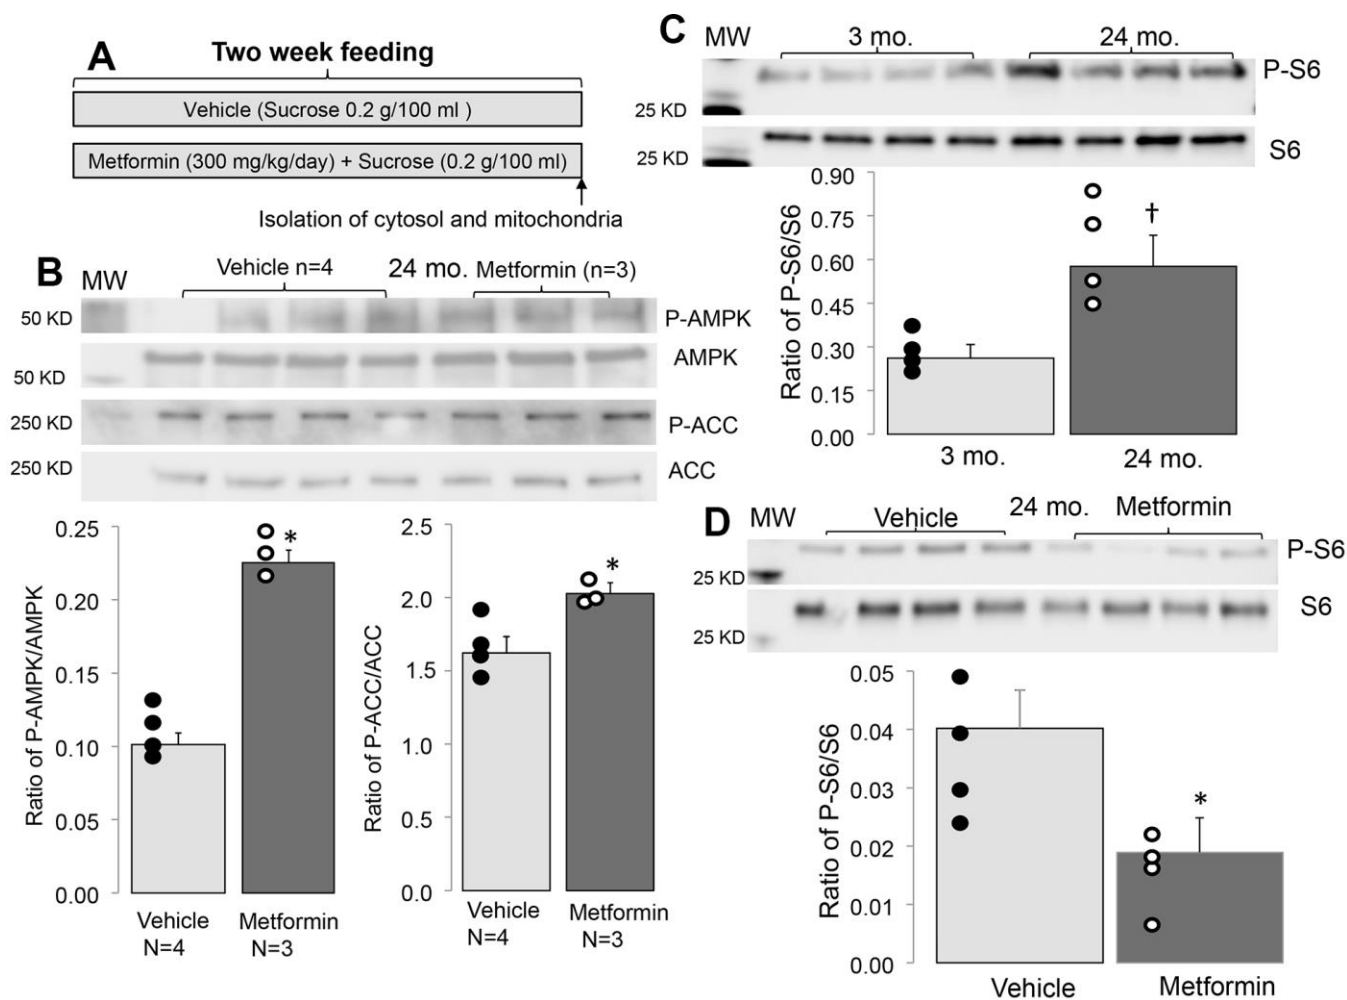 A
Two week feeding
Vehicle (Sucrose 0.2 g/100 ml )
Metformin (300 mg/kg/day) + Sucrose (0.2 g/100 ml)
Isolation of cytosol and mitochondria
B
MW
Vehicle n=4
24 mo.
Metformin (n=3)
50 KD
P-AMPK
AMPK
50 KD
250 KD
P-ACC
250 KD
ACC
Ratio of P-AMPK/AMPK
0.25
0.20
0.15
0.10
0.05
0.00
*
Vehicle
N=4
Metformin
N=3
Ratio of P-ACC/ACC
2.5
2.0
1.5
1.0
0.5
0.0
*
Vehicle
N=4
Metformin
N=3
C
MW
3 mo.
24 mo.
P-S6
25 KD
S6
25 KD
Ratio of P-S6/S6
0.90
0.75
0.60
0.45
0.30
0.15
0.00
†
3 mo.
24 mo.
D
MW
Vehicle
24 mo.
Metformin
P-S6
25 KD
S6
25 KD
Ratio of P-S6/S6
0.05
0.04
0.03
0.02
0.01
0.00
*
Vehicle
Metformin